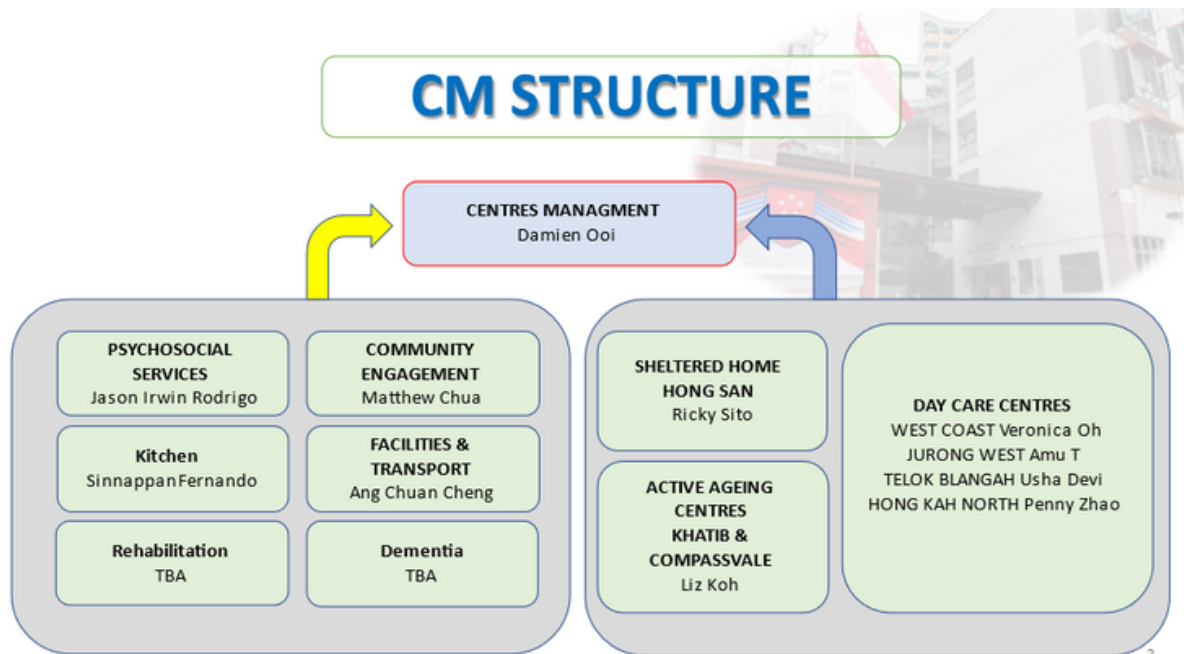 CM STRUCTURE
CENTRES MANAGMENT
Damien Ooi
PSYCHOSOCIAL
SERVICES
Jason Irwin Rodrigo
COMMUNITY
ENGAGEMENT
Matthew Chua
Kitchen
SinnappanFernando
FACILITIES &
TRANSPORT
Ang Chuan Cheng
Rehabilitation
TBA
Dementia
TBA
SHELTERED HOME
HONG SAN
Ricky Sito
ACTIVE AGEING
CENTRES
KHATIB &
COMPASSVALE
Liz Koh
DAY CARE CENTRES
WEST COAST Veronica Oh
JURONG WEST Amu T
TELOK BLANGAH Usha Devi
HONG KAH NORTH Penny Zhao